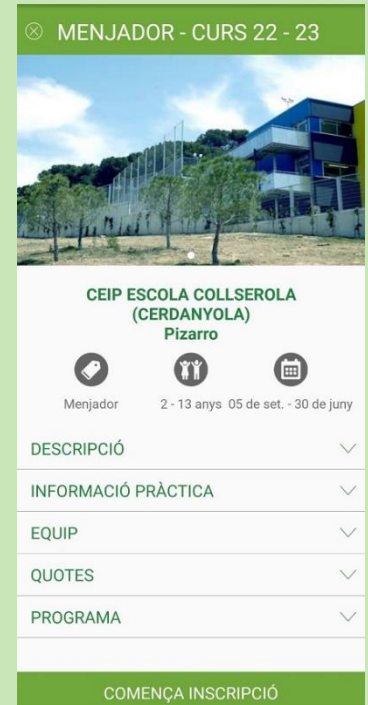 MENJADOR - CURS 22 - 23
CEIP ESCOLA COLLSEROLA
(CERDANYOLA)
Pizarro
Menjador
2 - 13 anys
05 de set. - 30 de juny
DESCRIPCIÓ
INFORMACIÓ PRÀCTICA
EQUIP
QUOTES
PROGRAMA
COMENÇA INSCRIPCIÓ